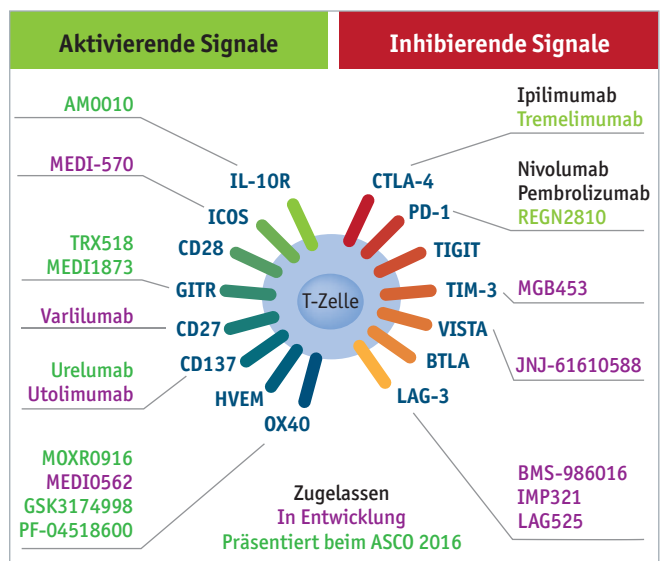 Aktivierende Signale
Inhibierende Signale
AM0010
MEDI-570
TRX518
MEDI1873
Varlilumab
Urelumab
Utolimumab
MOXR0916
MEDI0562
GSK3174998
PF-04518600
IL-10R
ICOS
CD28
GITR
CD27
CD137
HVEM
OX40
T-Zelle
CTLA-4
PD-1
TIGIT
TIM-3
VISTA
BTLA
LAG-3
Ipilimumab
Tremelimumab
Nivolumab
Pembrolizumab
REGN2810
MGB453
JNJ-61610588
BMS-986016
IMP321
LAG525
Zugelassen
In Entwicklung
Präsentiert beim ASCO 2016